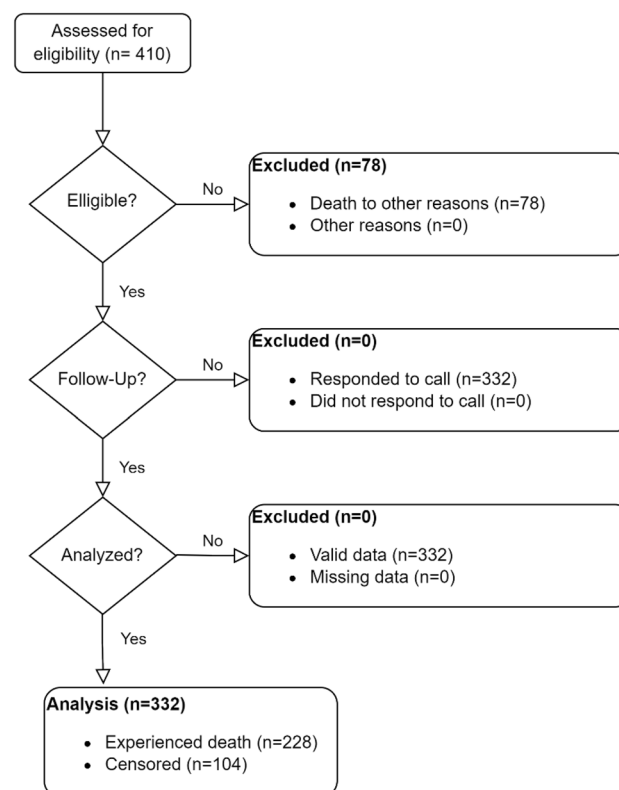 Assessed for
eligibility (n= 410)
Elligible?
No
Excluded (n=78)
• Death to other reasons (n=78)
• Other reasons (n=0)
Yes
Follow-Up?
No
Excluded (n=0)
• Responded to call (n=332)
• Did not respond to call (n=0)
Yes
Analyzed?
No
Excluded (n=0)
• Valid data (n=332)
• Missing data (n=0)
Yes
Analysis (n=332)
• Experienced death (n=228)
• Censored (n=104)